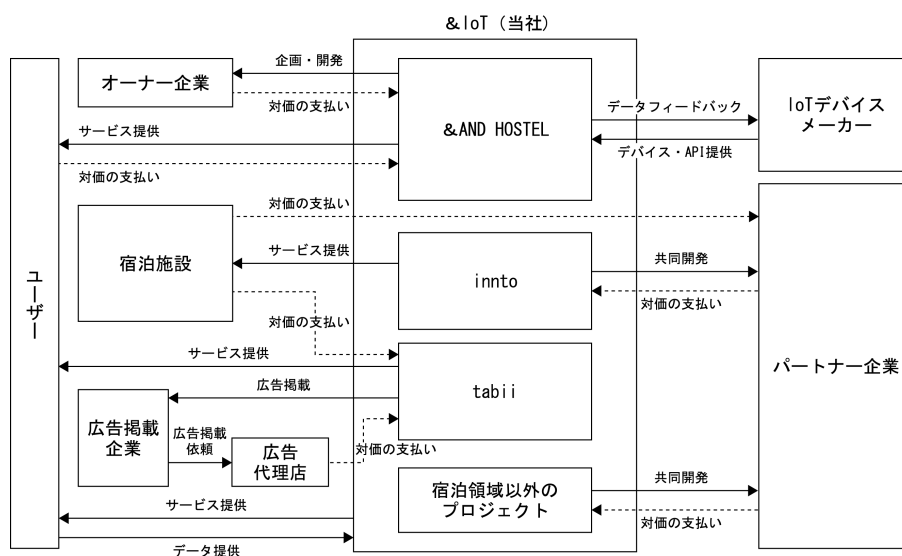 &IoT（当社）
ユーザー
オーナー企業
企画・開発
対価の支払い
サービス提供
対価の支払い
&AND HOSTEL
データフィードバック
デバイス・API提供
IoTデバイス
メーカー
対価の支払い
宿泊施設
サービス提供
対価の支払い
innto
共同開発
対価の支払い
パートナー企業
サービス提供
tabii
広告掲載
広告掲載
企業
広告掲載
依頼
広告
代理店
対価の支払い
宿泊領域以外の
プロジェクト
共同開発
対価の支払い
サービス提供
データ提供